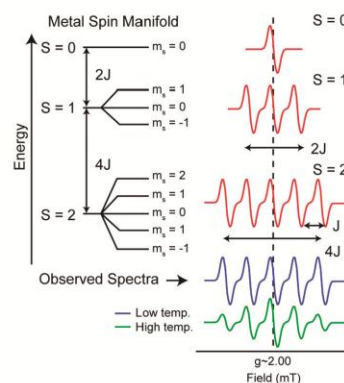 Metal Spin Manifold
S = 0
m_s = 0
2J
S = 1
m_s = 1
m_s = 0
m_s = -1
4J
S = 2
m_s = 2
m_s = 1
m_s = 0
m_s = 1
m_s = -1
Energy
S = 0
S = 1
2J
S = 2
J
4J
Observed Spectra
Low temp.
High temp.
g~2.00
Field (mT)